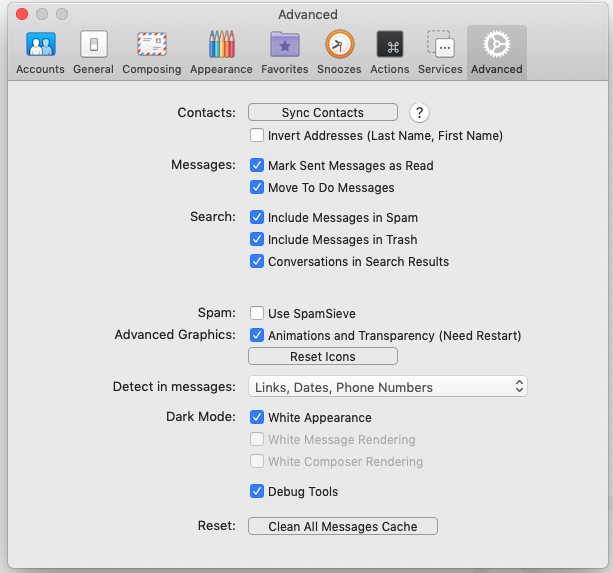 Advanced
Accounts General Composing Appearance Favorites Snoozes Actions Services Advanced
Contacts: Sync Contacts ?
Invert Addresses (Last Name, First Name)
Messages: Mark Sent Messages as Read
Move To Do Messages
Search: Include Messages in Spam
Include Messages in Trash
Conversations in Search Results
Spam: Use SpamSieve
Advanced Graphics: Animations and Transparency (Need Restart)
Reset Icons
Detect in messages: Links, Dates, Phone Numbers
Dark Mode: White Appearance
White Message Rendering
White Composer Rendering
Debug Tools
Reset: Clean All Messages Cache